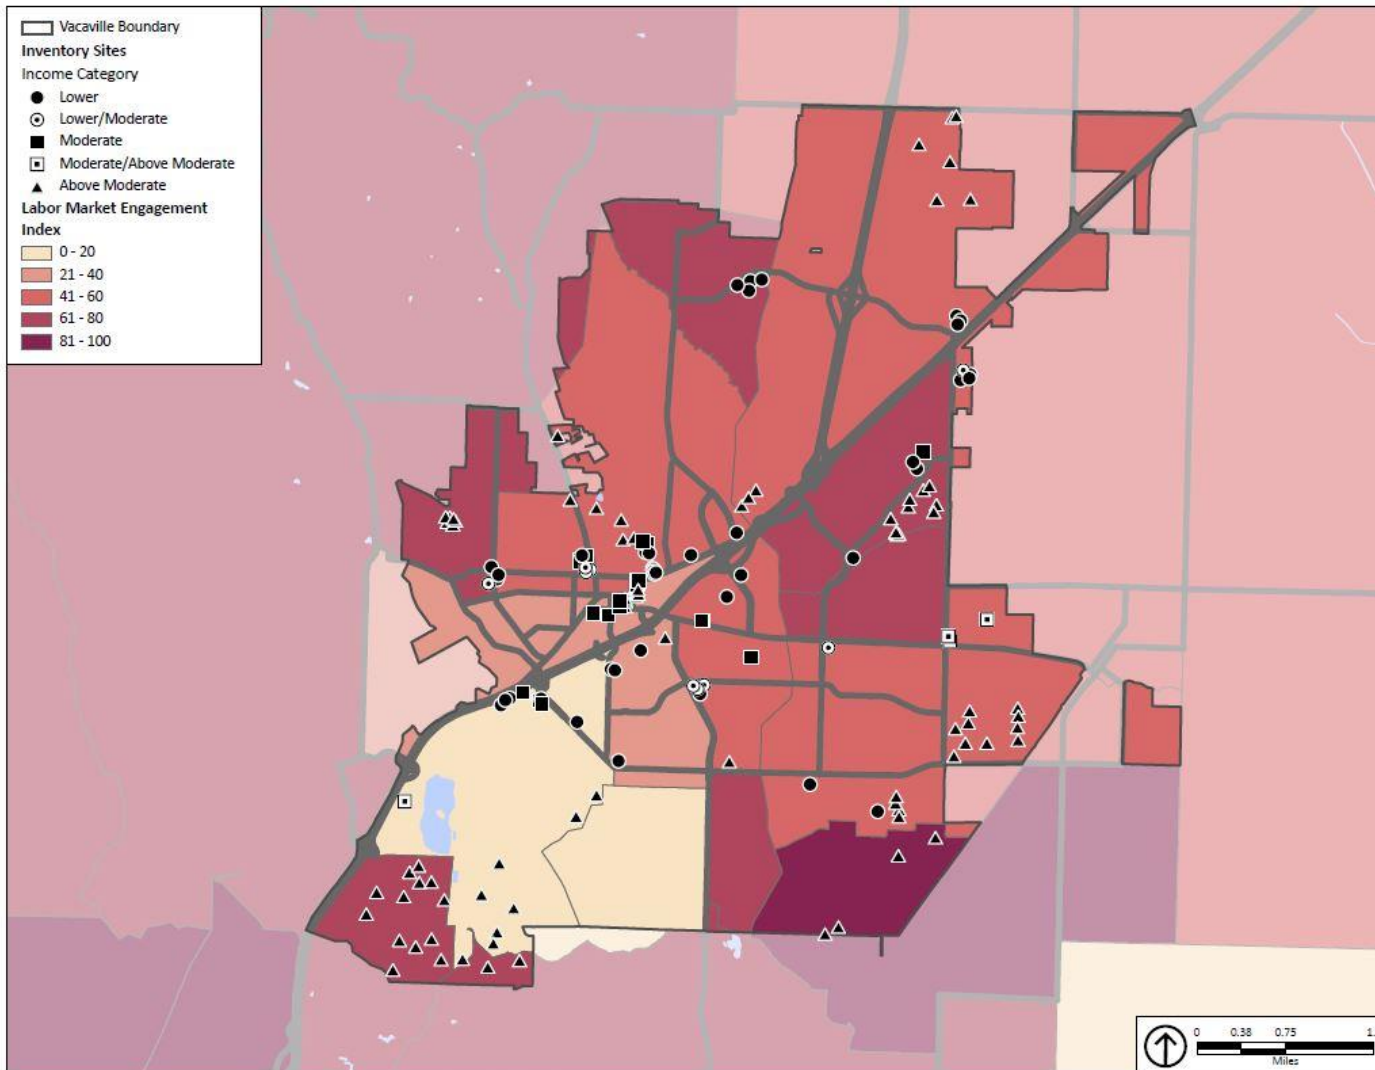 Vacaville Boundary
Inventory Sites
Income Category
Lower
Lower/Moderate
Moderate
Moderate/Above Moderate
Above Moderate
Labor Market Engagement
Index
0 - 20
21 - 40
41 - 60
61 - 80
81 - 100
0 0.38 0.75 1.
Miles